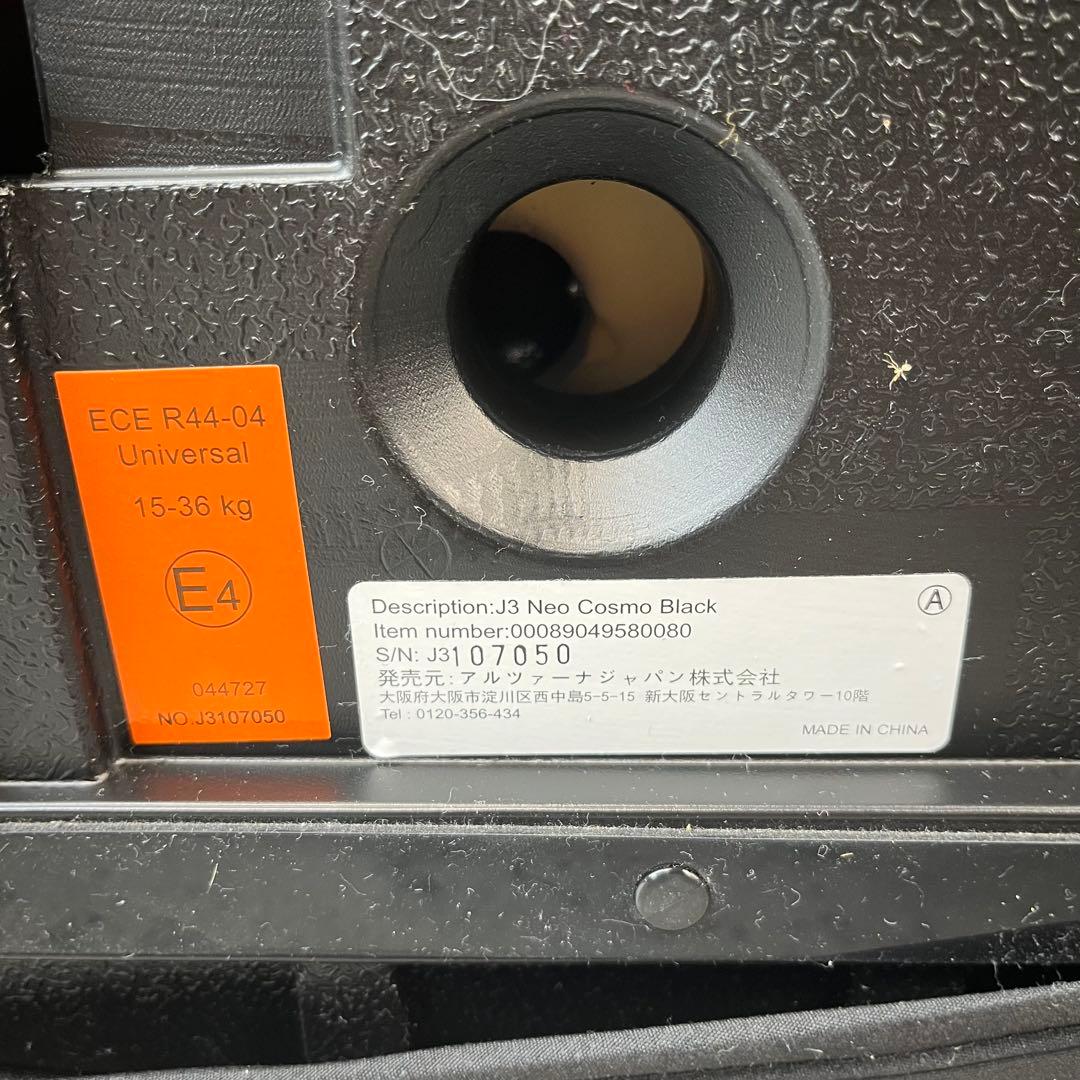 ECE R44-04
Universal
15-36 kg
E4
044727
NO.J3107050
Description:J3 Neo Cosmo Black
A
Item number:00089049580080
S/N: J3107050
発売元:アルツァーナジャパン株式会社
大阪府大阪市淀川区西中島5-5-15 新大阪セントラルタワー10階
Tel : 0120-356-434
MADE IN CHINA